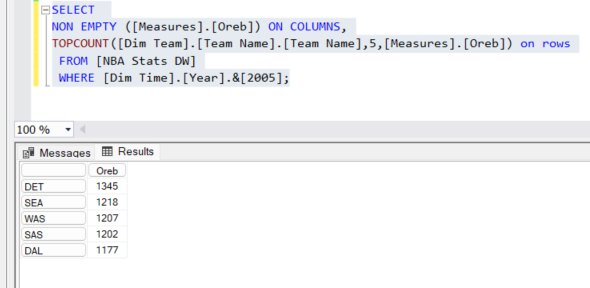 SELECT
NON EMPTY ([Measures].[Oreb]) ON COLUMNS,
TOPCOUNT([Dim Team].[Team Name].[Team Name],5,[Measures].[Oreb]) on rows
FROM [NBA Stats DW]
WHERE [Dim Time].[Year].&[2005];
100 %
Messages Results
Oreb
DET 1345
SEA 1218
WAS 1207
SAS 1202
DAL 1177